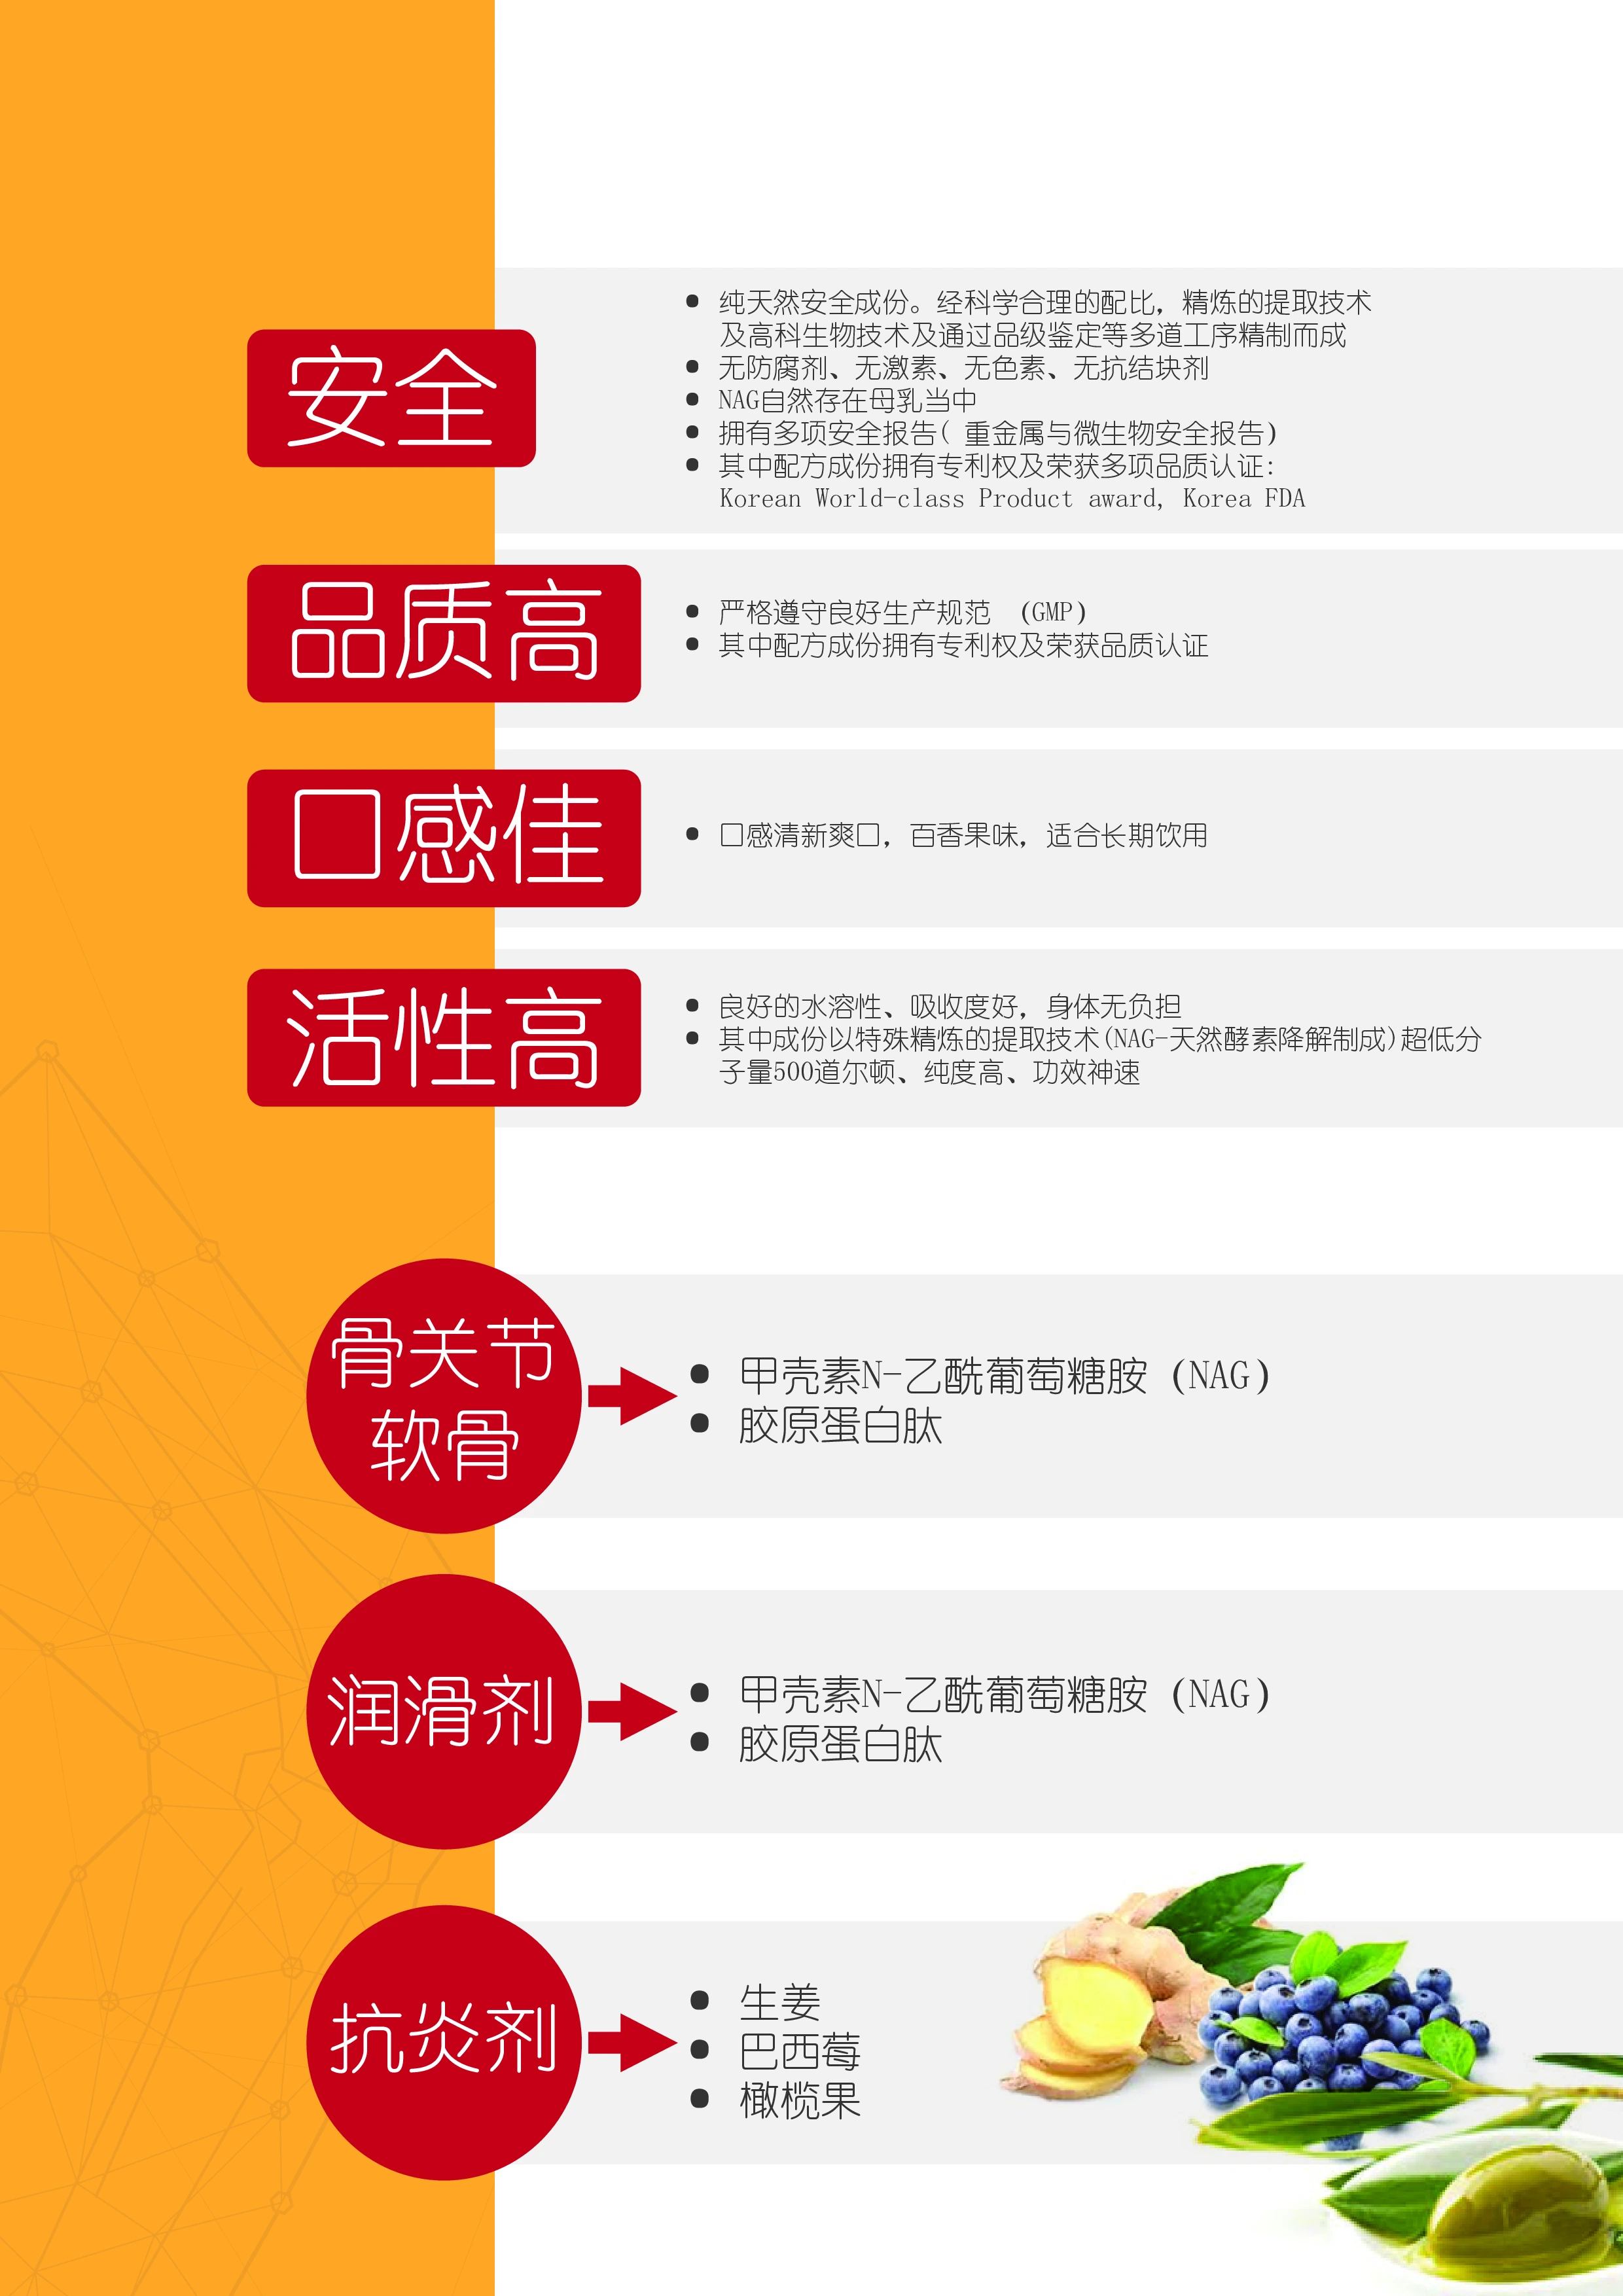 安全
• 纯天然安全成份。经科学合理的配比，精炼的提取技术
及高科生物技术及通过品级鉴定等多道工序精制而成
• 无防腐剂、无激素、无色素、无抗结块剂
• NAG自然存在母乳当中
• 拥有多项安全报告( 重金属与微生物安全报告)
• 其中配方成份拥有专利权及荣获多项品质认证:
Korean World-class Product award, Korea FDA
品质高
• 严格遵守良好生产规范 (GMP)
• 其中配方成份拥有专利权及荣获品质认证
口感佳
• 口感清新爽口，百香果味，适合长期饮用
活性高
• 良好的水溶性、吸收度好，身体无负担
• 其中成份以特殊精炼的提取技术(NAG-天然酵素降解制成)超低分
子量500道尔顿、纯度高、功效神速
骨关节
软骨
• 甲壳素N-乙酰葡萄糖胺 (NAG)
• 胶原蛋白肽
润滑剂
• 甲壳素N-乙酰葡萄糖胺 (NAG)
• 胶原蛋白肽
抗炎剂
• 生姜
• 巴西莓
• 橄榄果